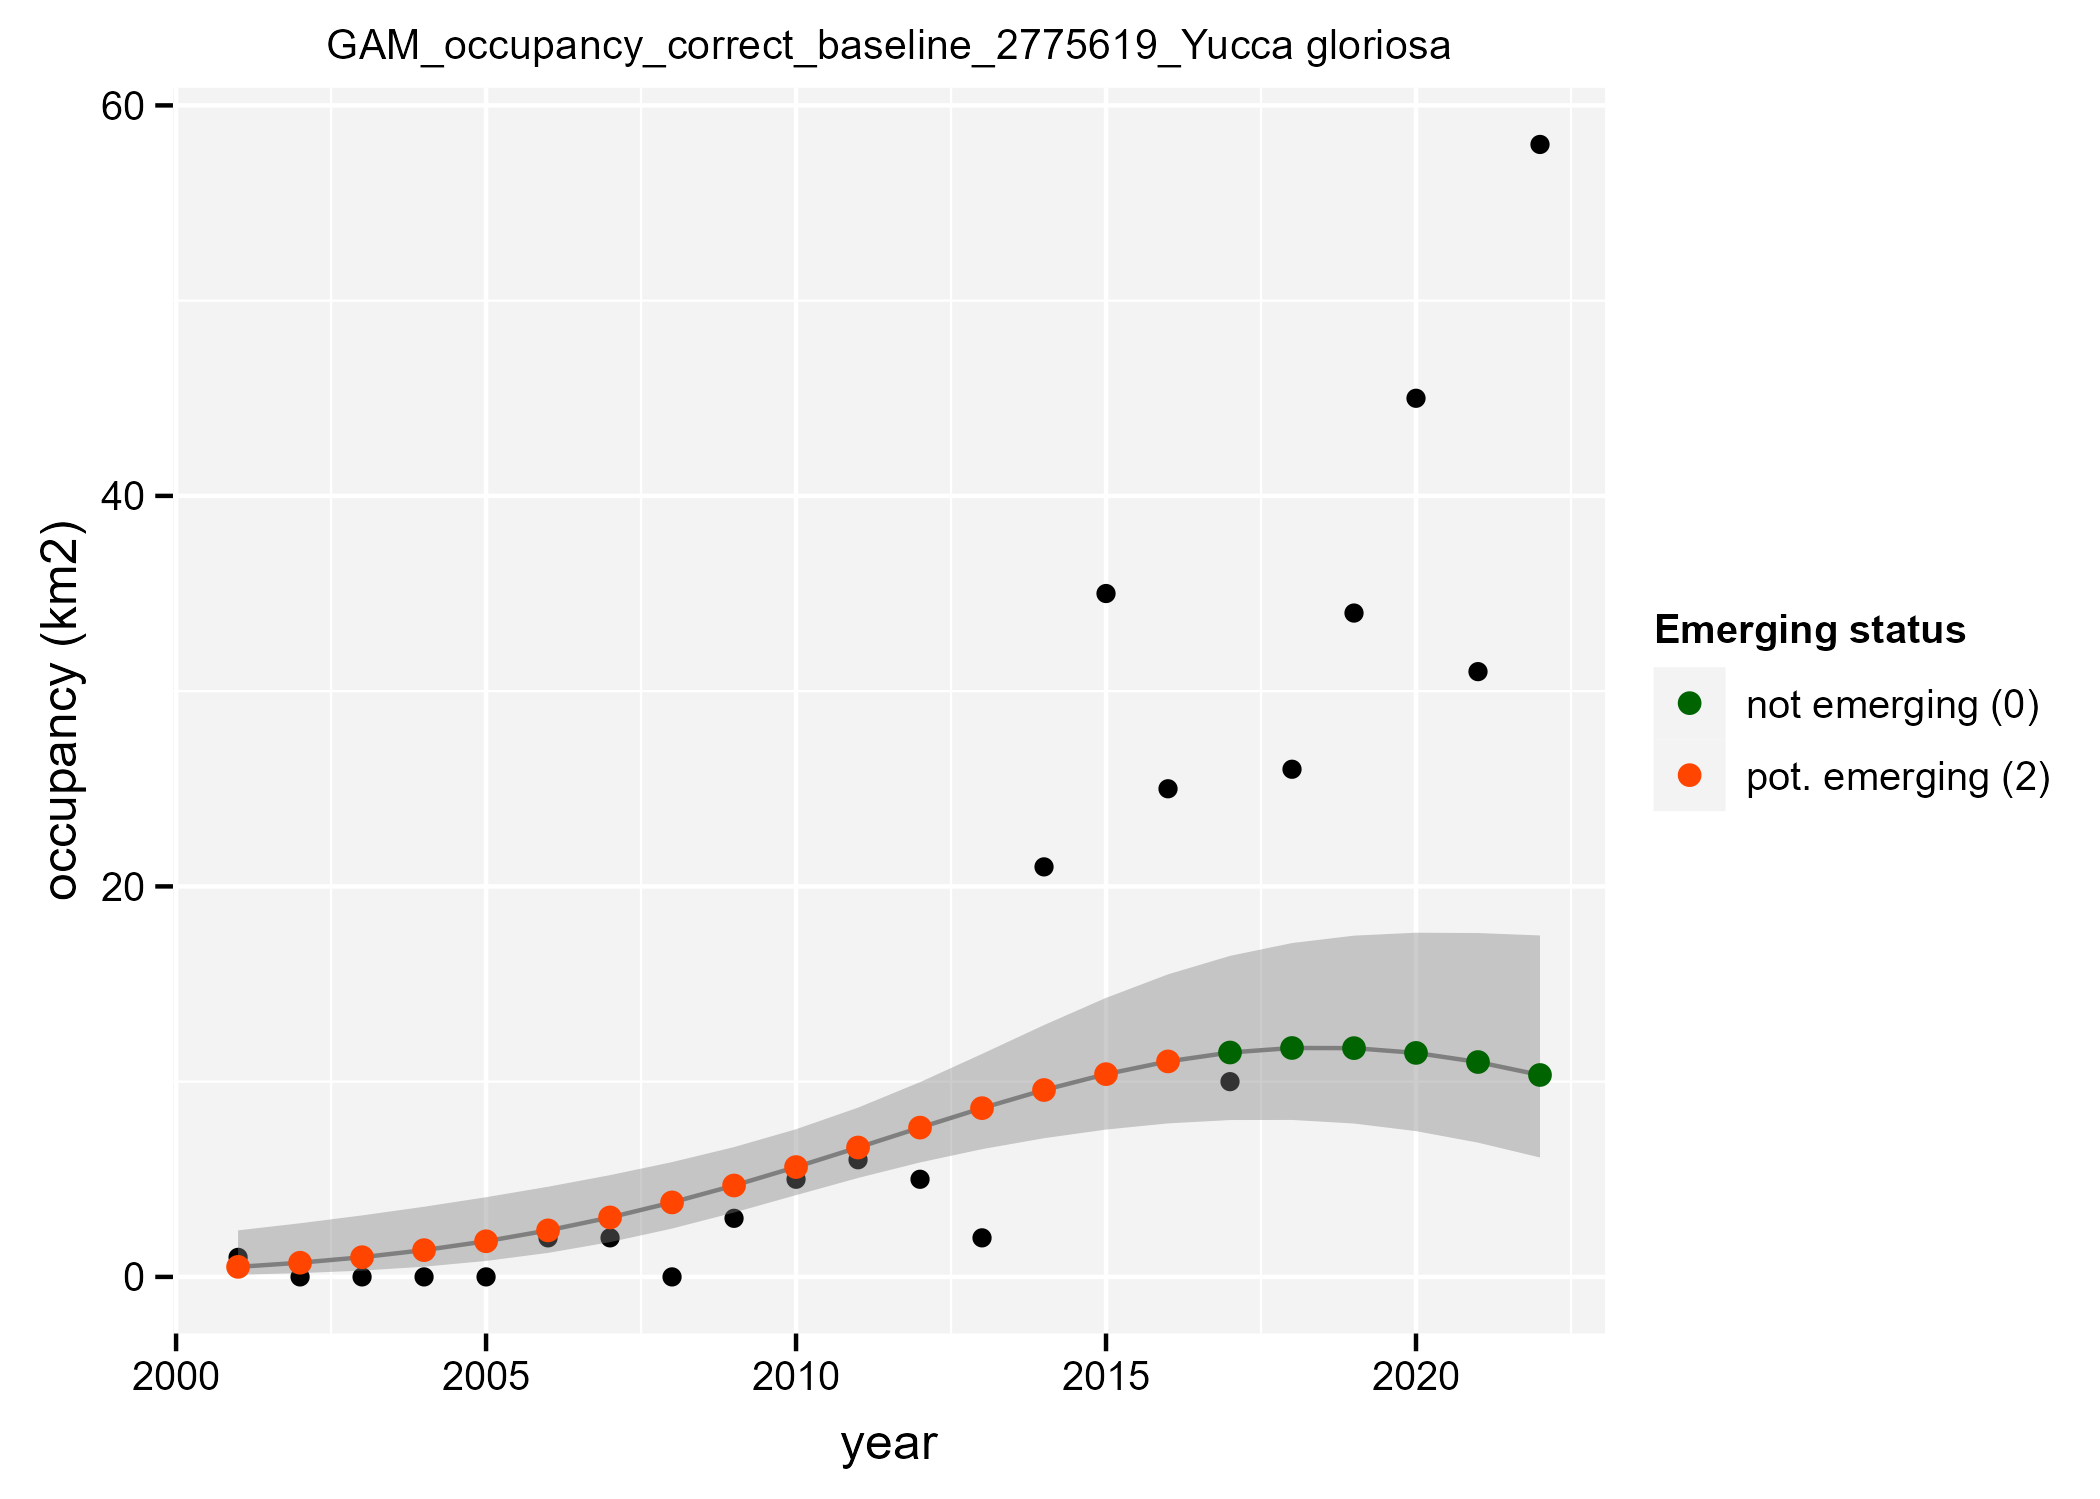 GAM_occupancy_correct_baseline_2775619_Yucca gloriosa
60
40
20
0
occupancy (km2)
2000
2005
2010
2015
2020
year
Emerging status
not emerging (0)
pot. emerging (2)